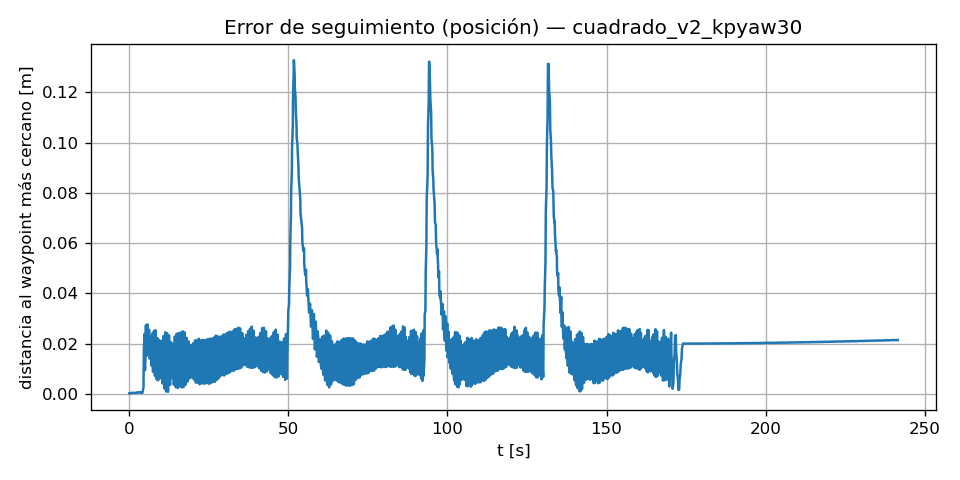 Error de seguimiento (posición) — cuadrado_v2_kpyaw30
distancia al waypoint más cercano [m]
0.12
0.10
0.08
0.06
0.04
0.02
0.00
0 50 100 150 200 250
t [s]